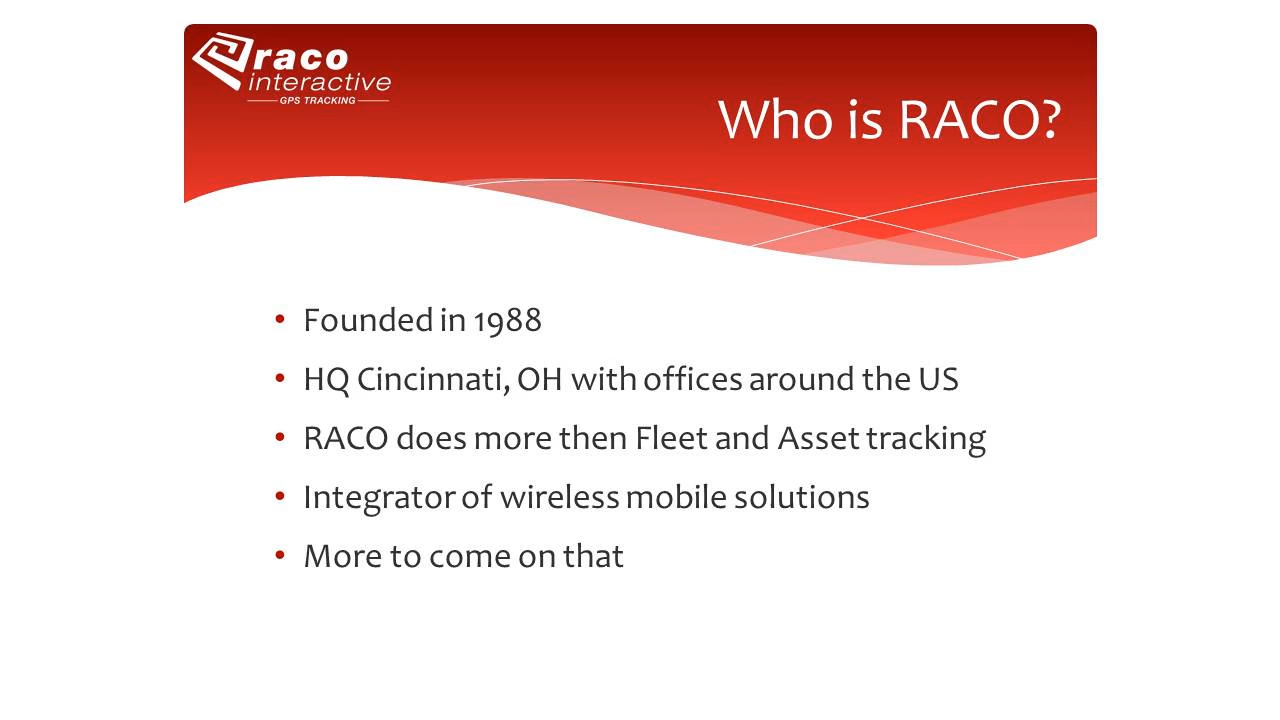 raco
interactive
GPS TRACKING
Who is RACO?
• Founded in 1988
• HQ Cincinnati, OH with offices around the US
• RACO does more then Fleet and Asset tracking
• Integrator of wireless mobile solutions
• More to come on that